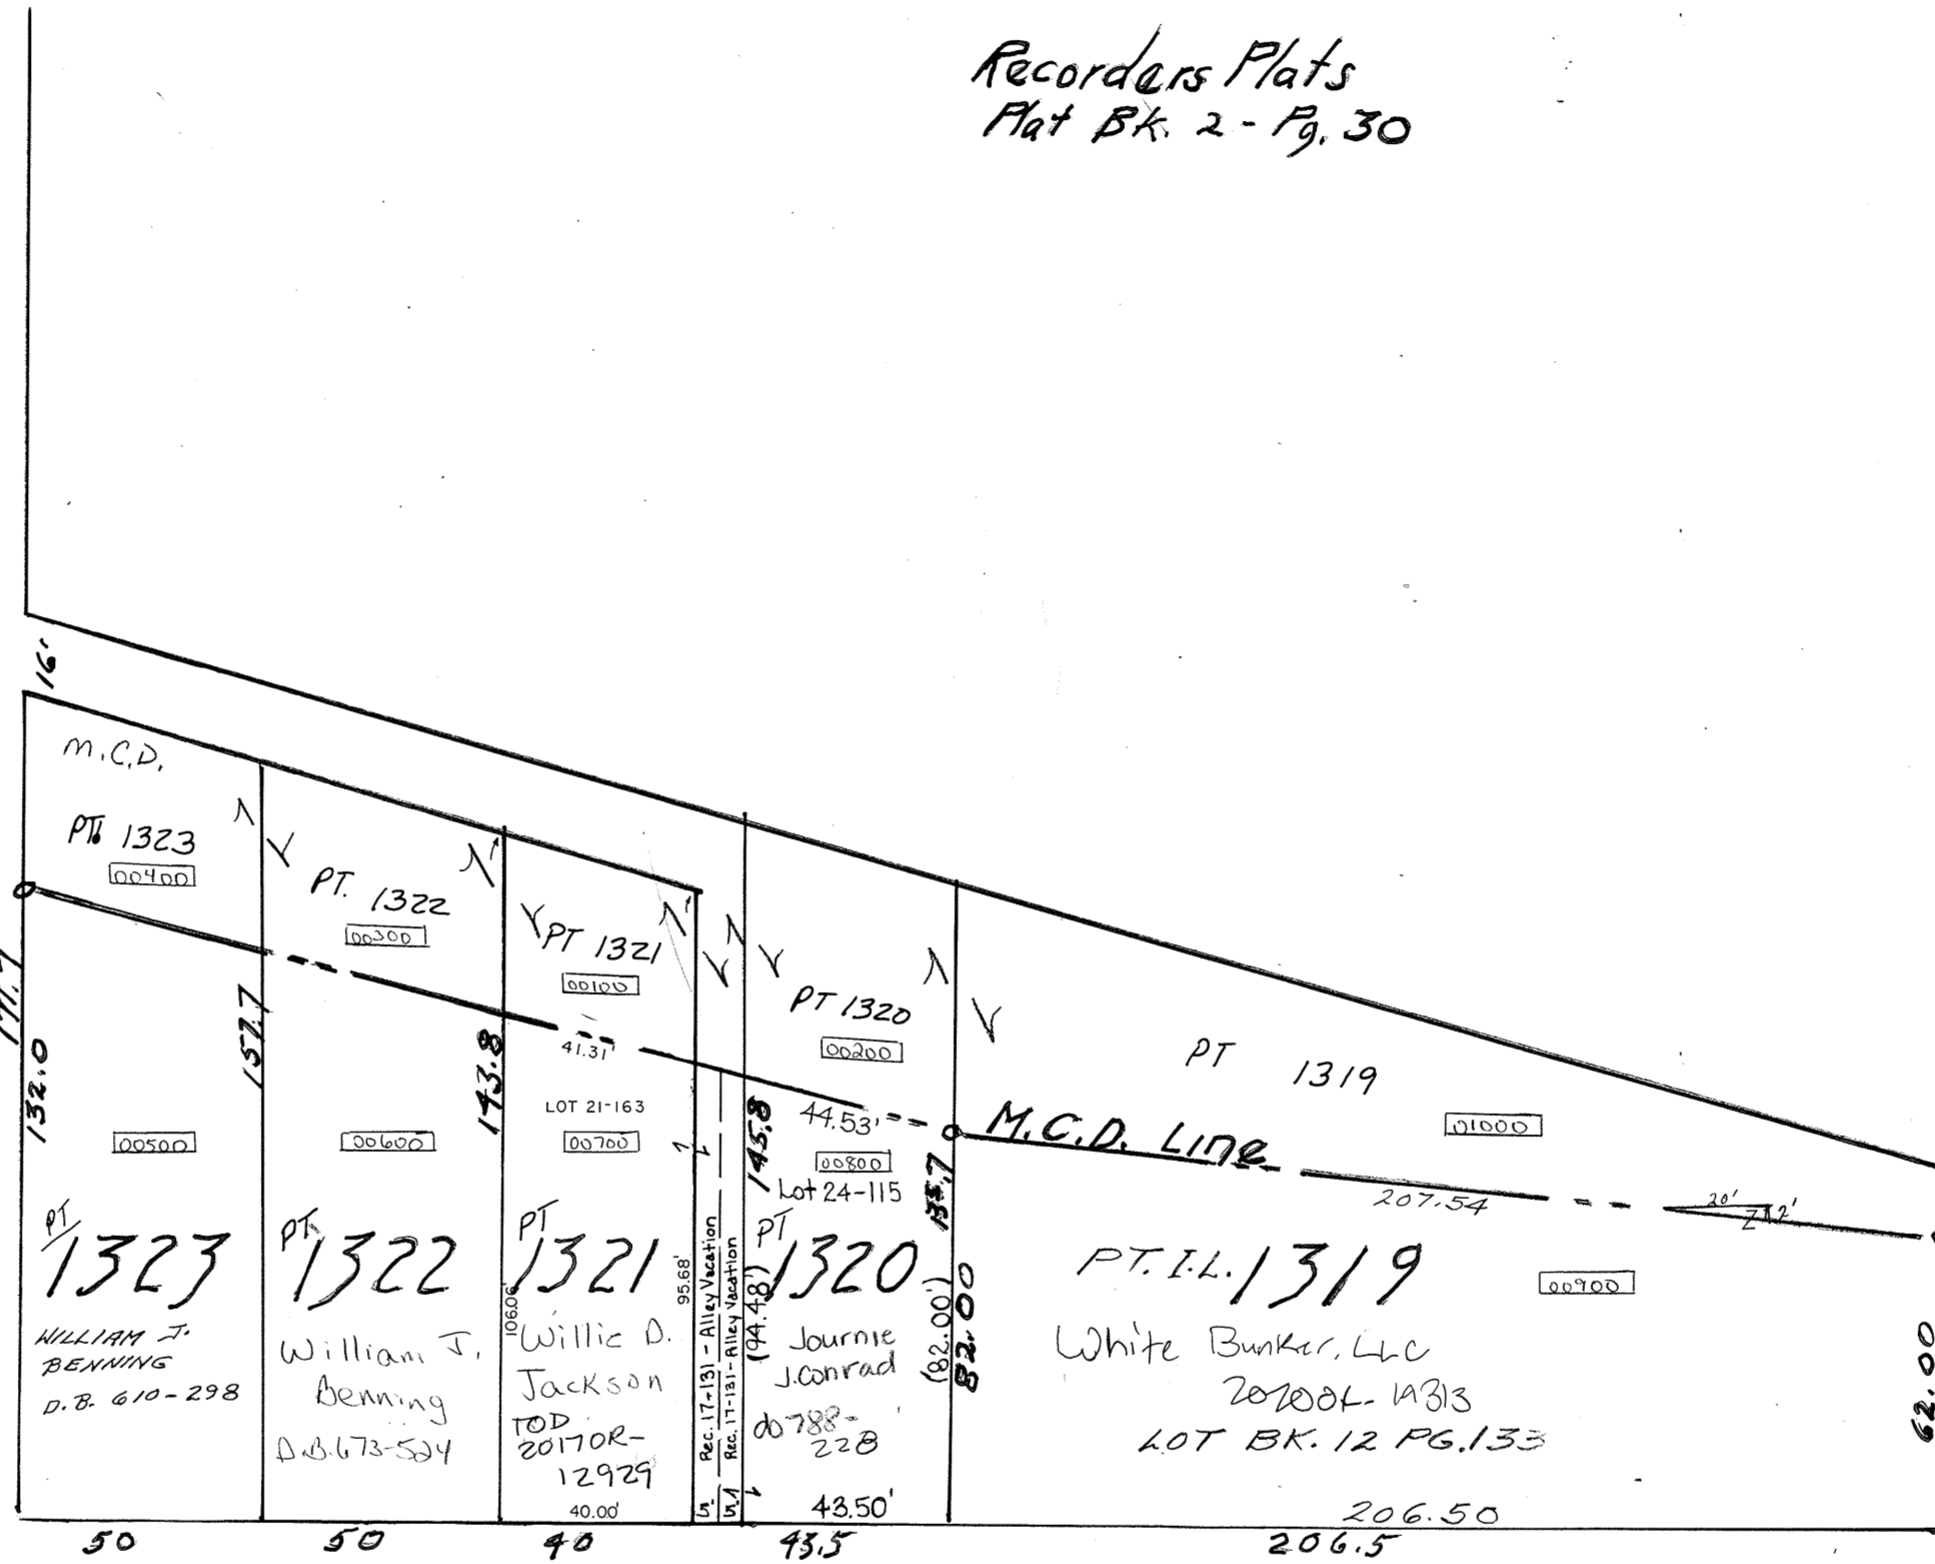 Recorders Plats
Plat Bk. 2 - Pg. 30
16'
M.C.D.
PT. 1323
00400
PT. 1322
00300
PT 1321
00100
PT 1320
00200
PT 1319
01000
132.0
157.7
143.8
41.31'
LOT 21-163
145.8
44.53'
M.C.D. Line
207.54
20'
2'
135.7
00500
00600
00700
00800
Lot 24-115
00900
PT
1323
PT
1322
PT
1321
PT
1320
PT. I.L. 1319
106.06'
95.68'
Rec. 17-131 - Alley Vacation
Rec. 17-131 - Alley Vacation
(94.48')
(82.00')
82.00
62.00
WILLIAM J.
BENNING
D.B. 610-298
William J.
Benning
D.B. 673-524
Willie D.
Jackson
TOD
20170R-
12929
Journie
J. Conrad
db 788-
228
White Bunker, LLC
LOT BK. 12 PG. 133
40.00'
43.50'
206.50
50
50
40
43.5
206.5